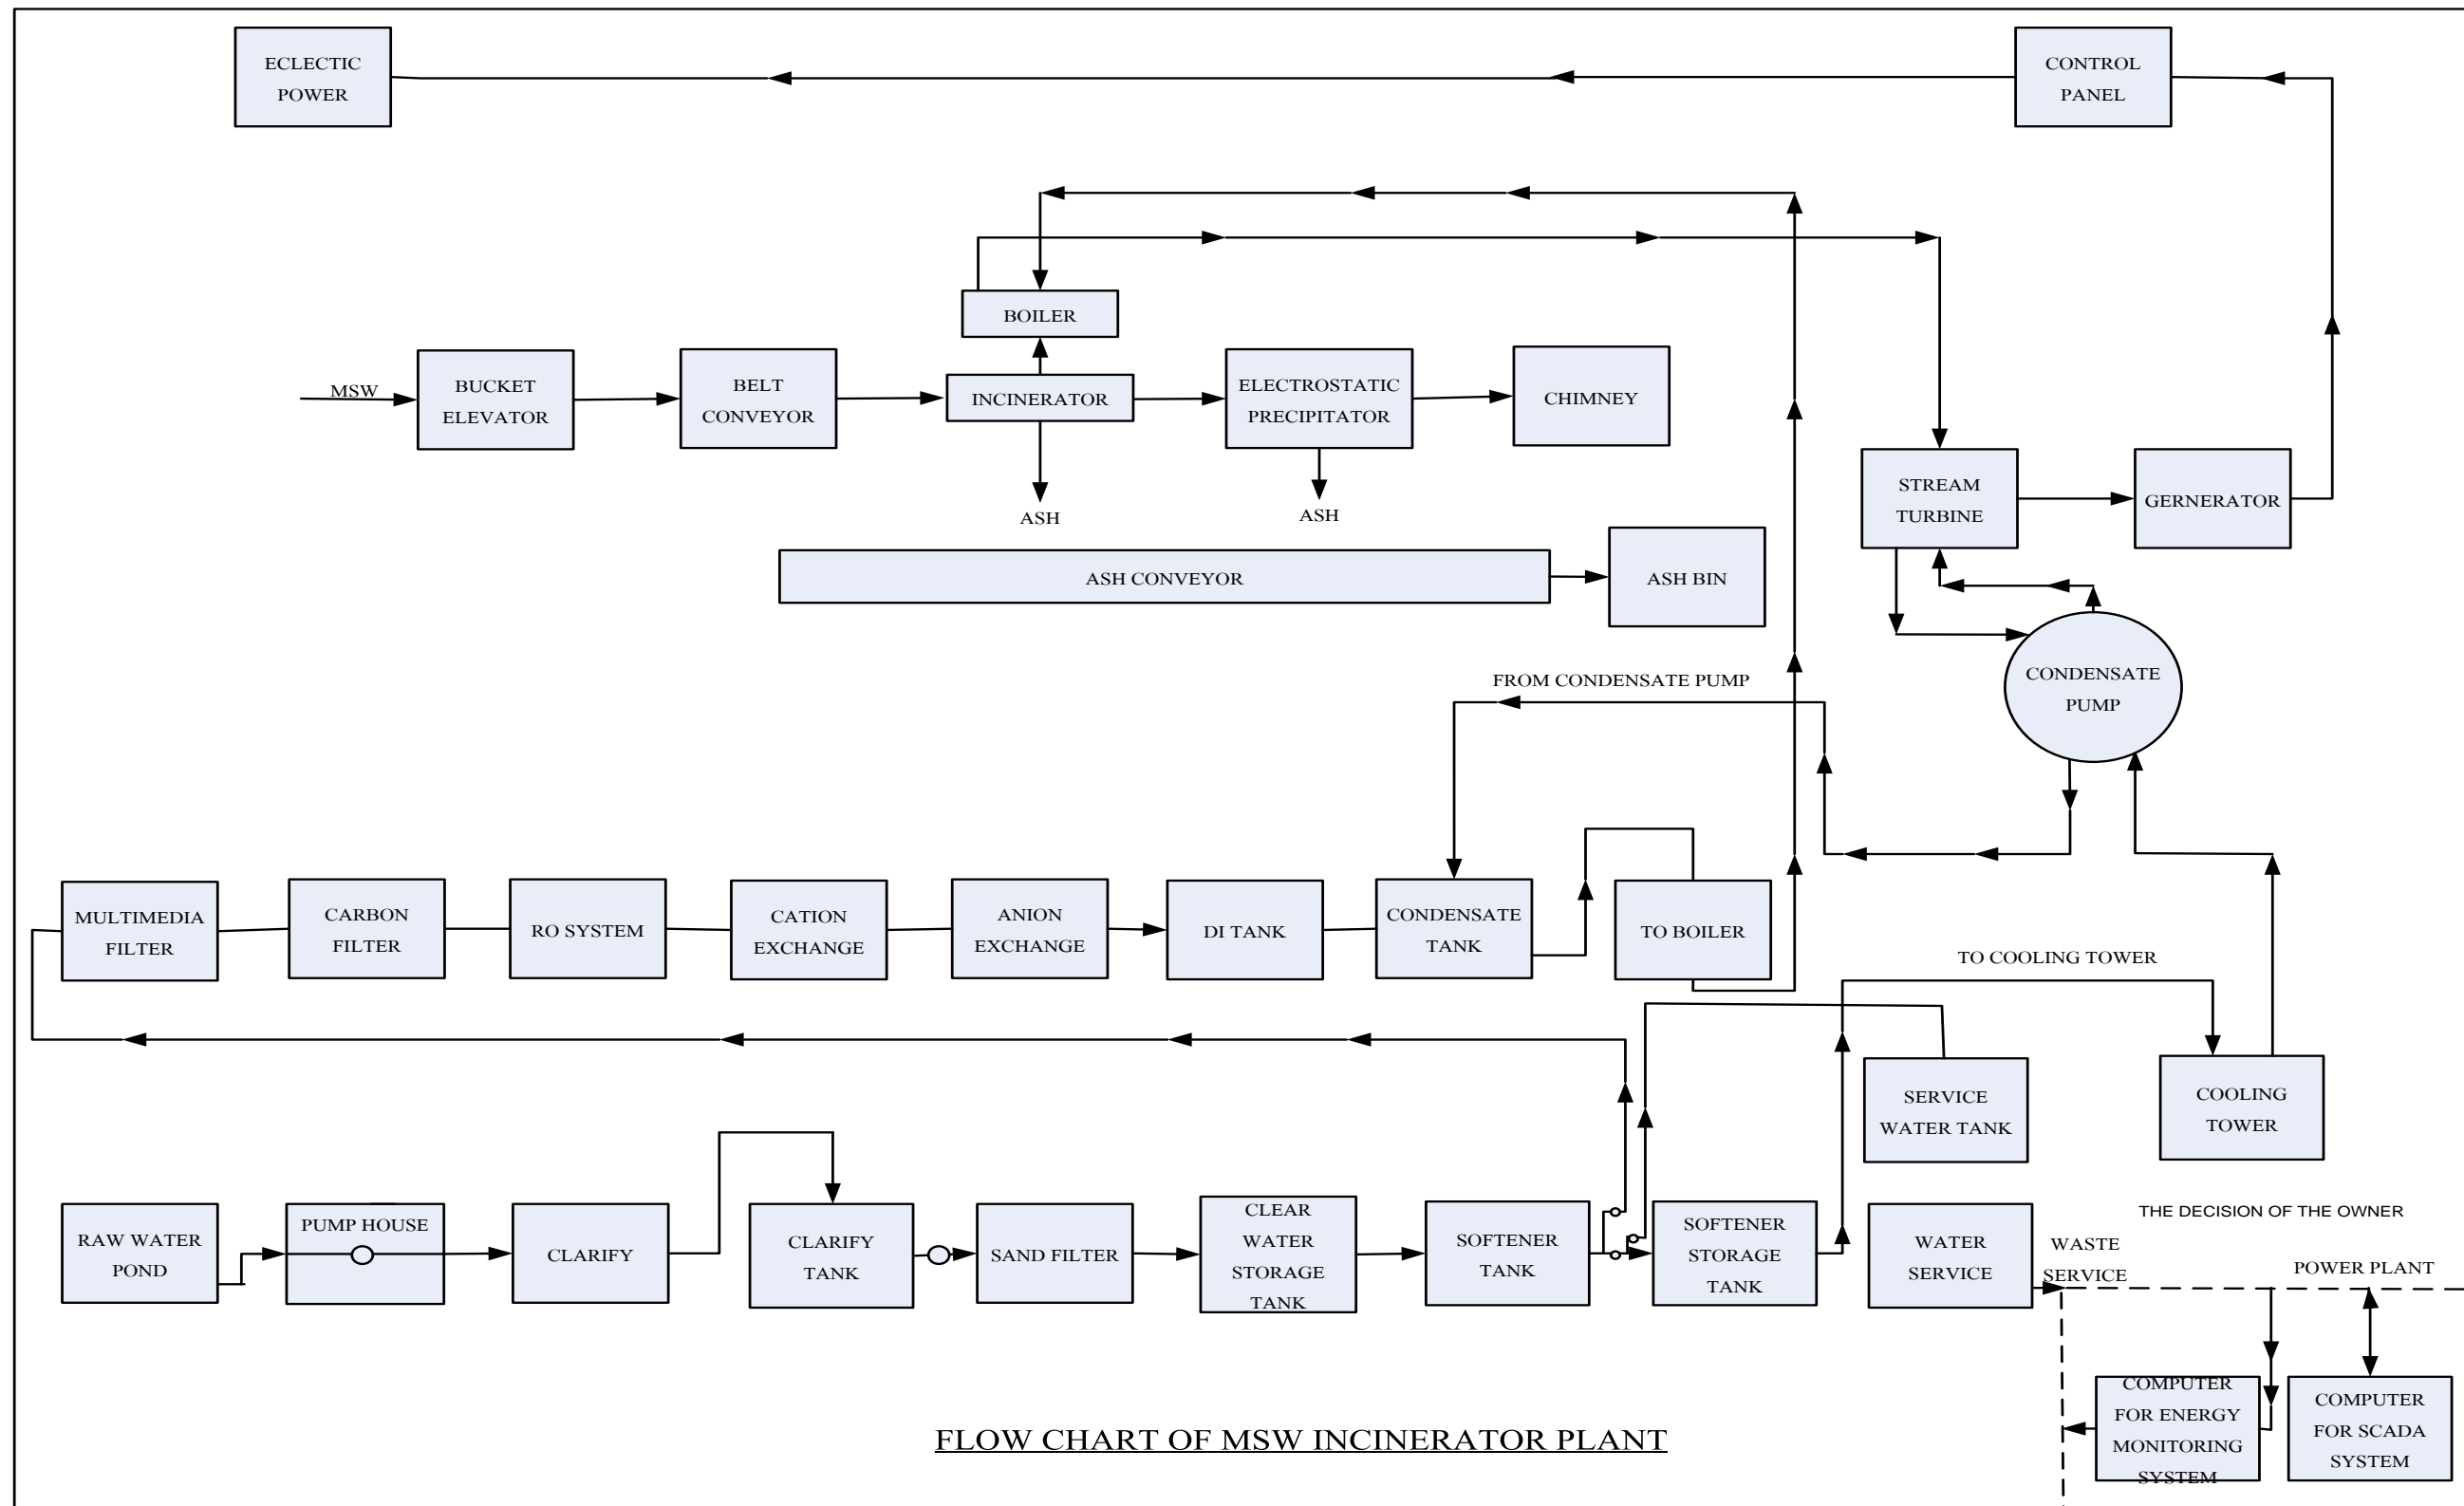 ECLECTIC
POWER
CONTROL
PANEL
BOILER
MSW
BUCKET
ELEVATOR
BELT
CONVEYOR
INCINERATOR
ELECTROSTATIC
PRECIPITATOR
CHIMNEY
STREAM
TURBINE
GERNERATOR
ASH
ASH
ASH CONVEYOR
ASH BIN
CONDENSATE
PUMP
FROM CONDENSATE PUMP
MULTIMEDIA
FILTER
CARBON
FILTER
RO SYSTEM
CATION
EXCHANGE
ANION
EXCHANGE
DI TANK
CONDENSATE
TANK
TO BOILER
TO COOLING TOWER
SERVICE
WATER TANK
COOLING
TOWER
RAW WATER
POND
PUMP HOUSE
CLARIFY
CLARIFY
TANK
SAND FILTER
CLEAR
WATER
STORAGE
TANK
SOFTENER
TANK
SOFTENER
STORAGE
TANK
WATER
SERVICE
THE DECISION OF THE OWNER
WASTE
SERVICE
POWER PLANT
COMPUTER
FOR ENERGY
MONITORING
SYSTEM
COMPUTER
FOR SCADA
SYSTEM
FLOW CHART OF MSW INCINERATOR PLANT